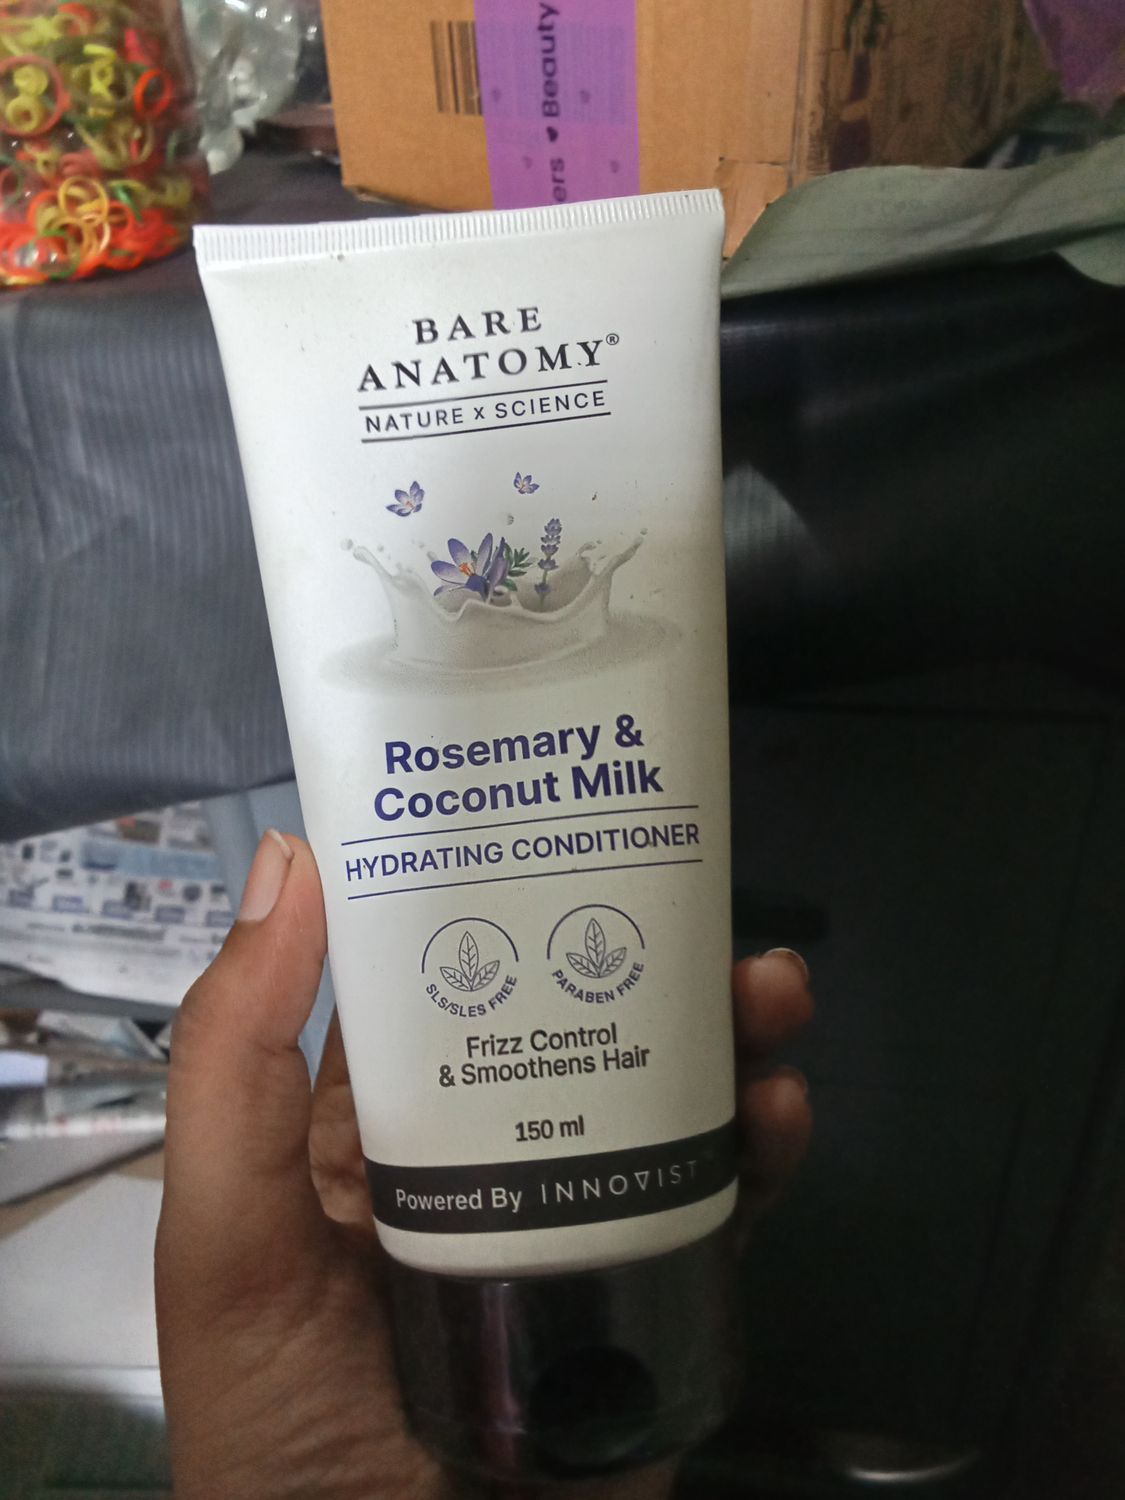 ers ♥ Beauty
BARE
ANATOMY®
NATURE X SCIENCE
Rosemary &
Coconut Milk
HYDRATING CONDITIONER
SLS/SLES FREE
PARABEN FREE
Frizz Control
& Smoothens Hair
150 ml
Powered By INNOVIST